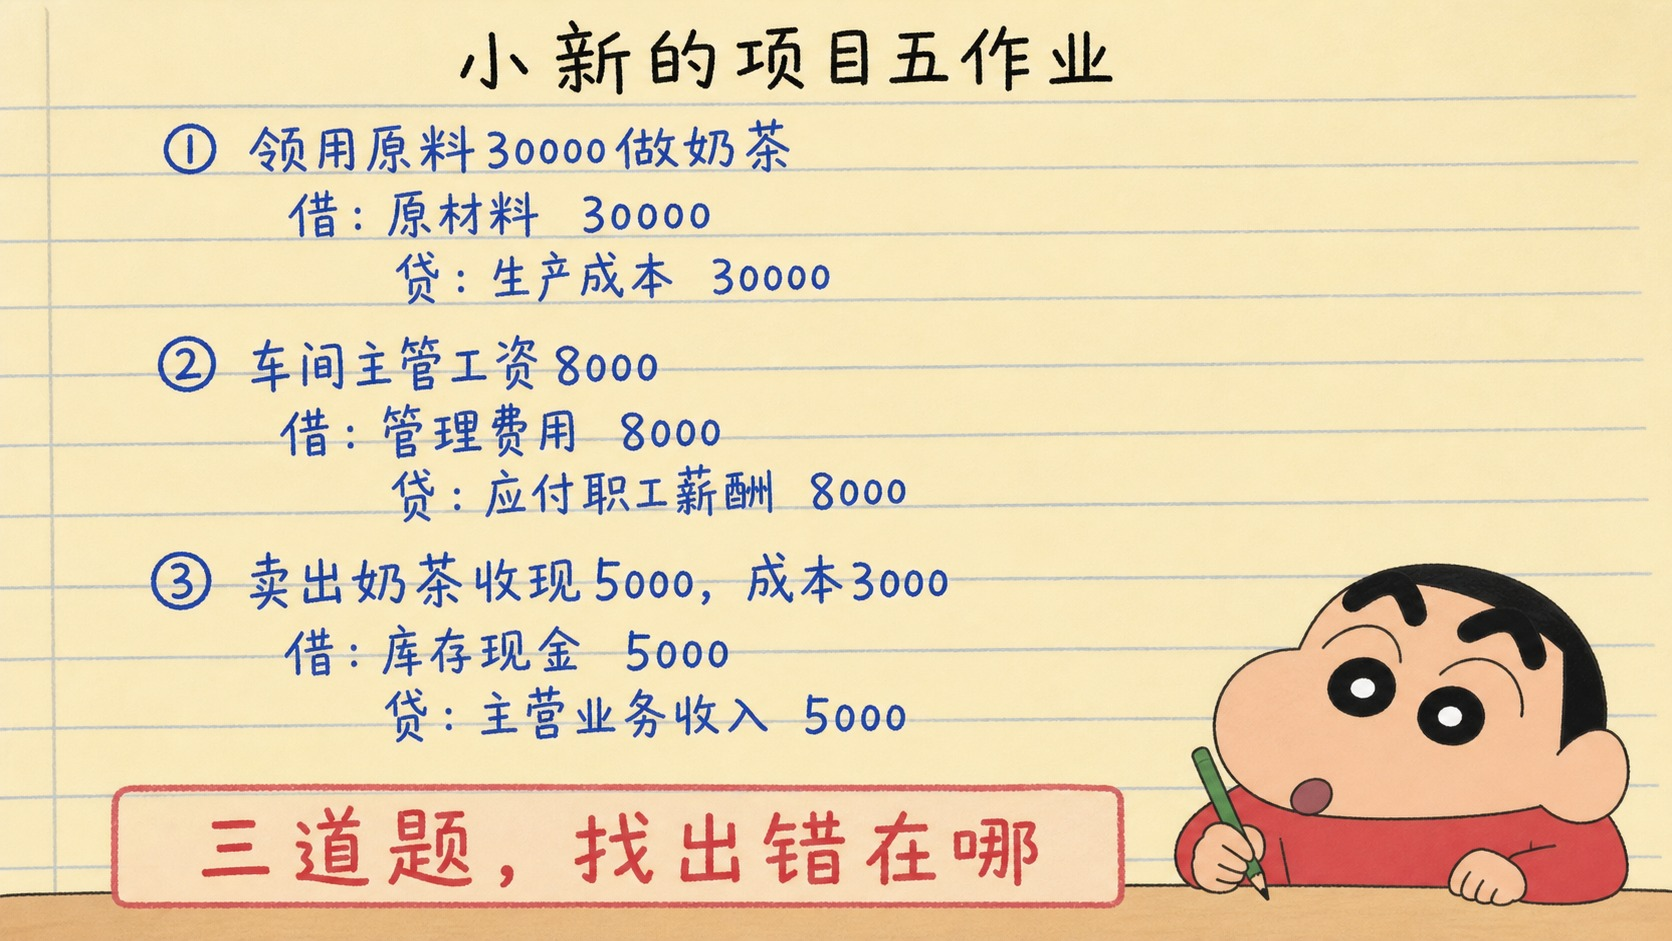 小新的项目五作业
① 领用原料30000做奶茶
借：原材料 30000
贷：生产成本 30000
② 车间主管工资8000
借：管理费用 8000
贷：应付职工薪酬 8000
③ 卖出奶茶收现5000，成本3000
借：库存现金 5000
贷：主营业务收入 5000
三道题，找出错在哪